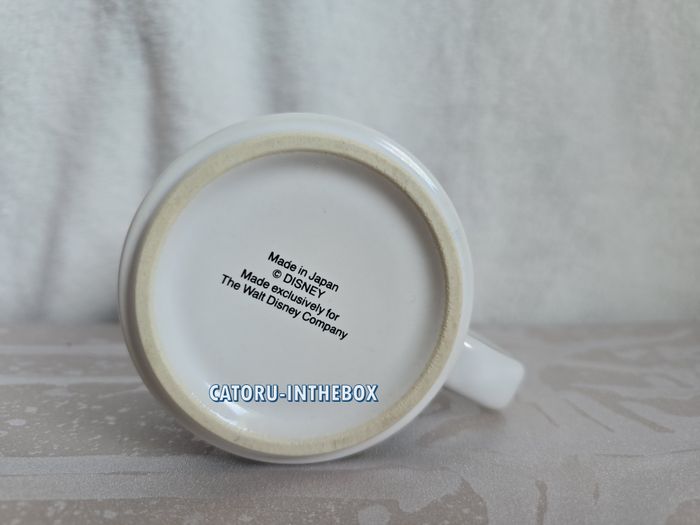 Made in Japan
© DISNEY
Made exclusively for
The Walt Disney Company
CATORU-INTHEBOX